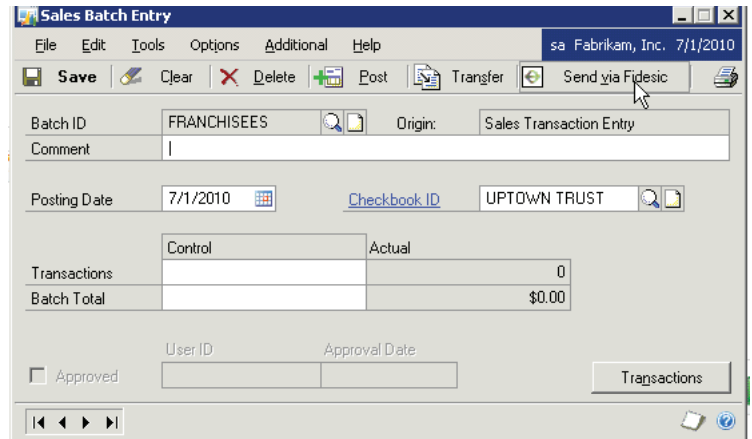 Sales Batch Entry
File Edit Tools Options Additional Help sa Fabrikam, Inc. 7/1/2010
Save Clear Delete Post Transfer Send via Fidesic
Batch ID FRANCHISEES Origin: Sales Transaction Entry
Comment
Posting Date 7/1/2010 Checkbook ID UPTOWN TRUST
Control Actual
Transactions 0
Batch Total $0.00
User ID Approval Date
Approved Transactions